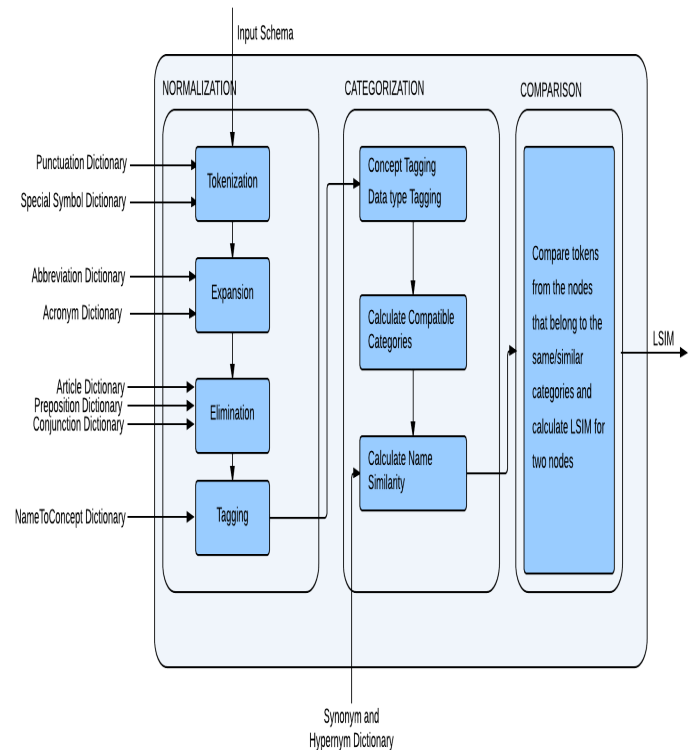 Input Schema
NORMALIZATION
CATEGORIZATION
COMPARISON
Punctuation Dictionary
Special Symbol Dictionary
Tokenization
Abbreviation Dictionary
Acronym Dictionary
Expansion
Article Dictionary
Preposition Dictionary
Conjunction Dictionary
Elimination
NameToConcept Dictionary
Tagging
Concept Tagging
Data type Tagging
Calculate Compatible
Categories
Calculate Name
Similarity
Compare tokens
from the nodes
that belong to the
same/similar
categories and
calculate LSIM for
two nodes
LSIM
Synonym and
Hypernym Dictionary